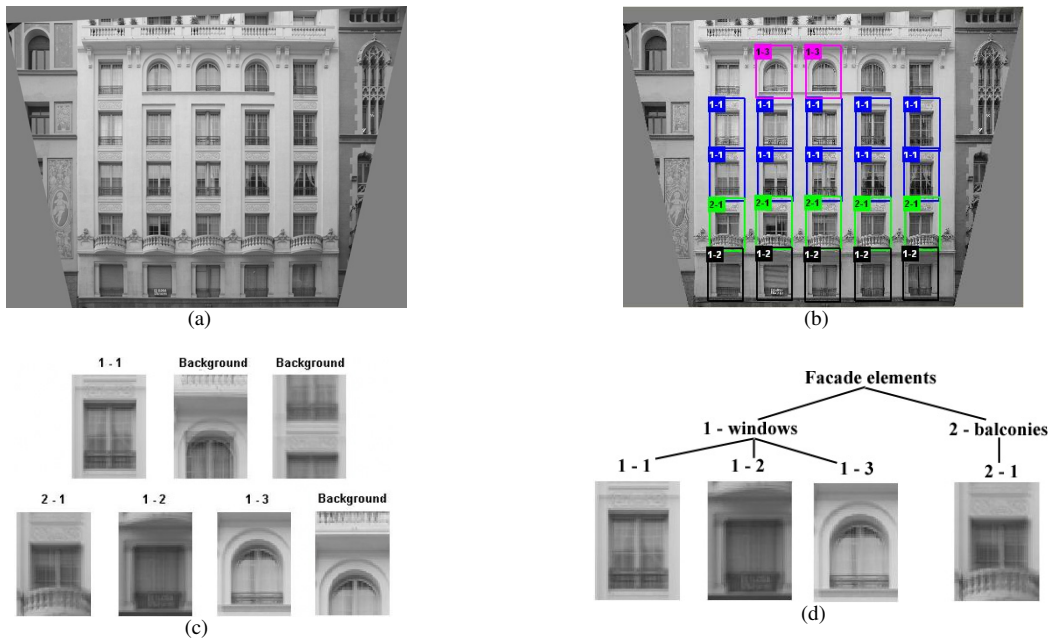 1-3 1-3
1-1 1-1 1-1 1-1 1-1
1-1 1-1 1-1 1-1 1-1
2-1 2-1 2-1 2-1 2-1
1-2 1-2 1-2 1-2 1-2
(a)
(b)
1 - 1 Background Background
2 - 1 1 - 2 1 - 3 Background
(c)
Facade elements
1 - windows 2 - balconies
1 - 1 1 - 2 1 - 3 2 - 1
(d)